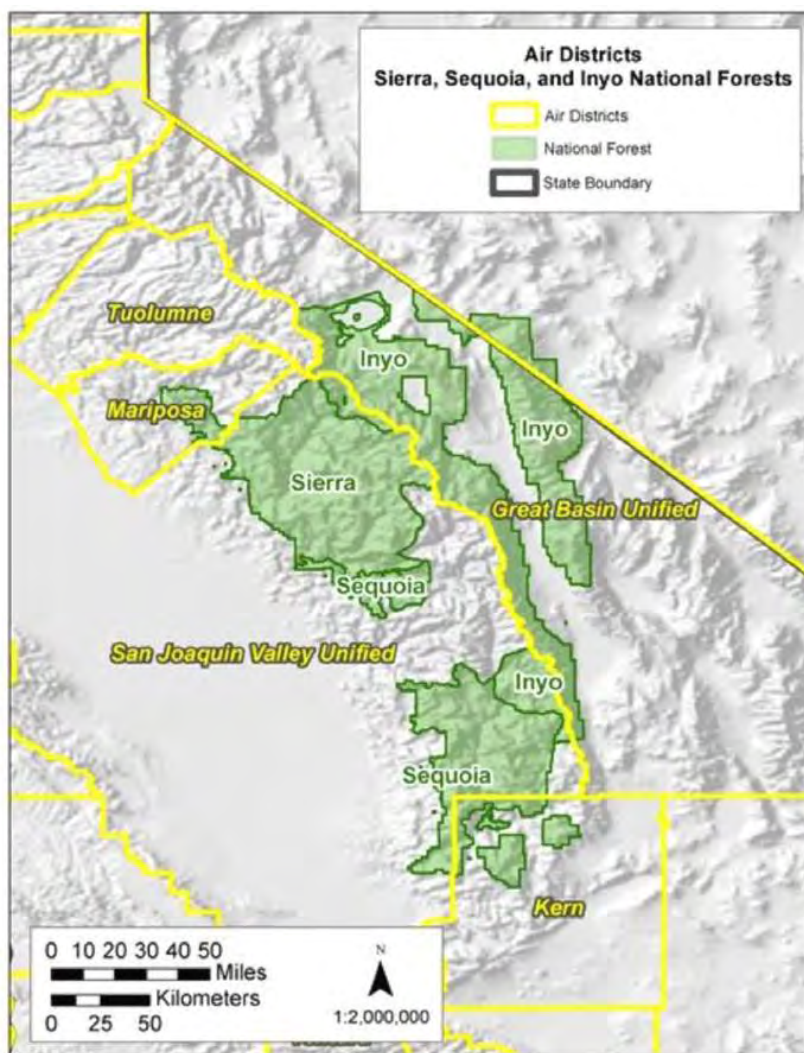 Air Districts
Sierra, Sequoia, and Inyo National Forests
Air Districts
National Forest
State Boundary
Tuolumne
Inyo
Mariposa
Inyo
Sierra
Great Basin Unified
Sequoia
San Joaquin Valley Unified
Inyo
Sequoia
Kern
0 10 20 30 40 50
Miles
Kilometers
0 25 50
N
1:2,000,000